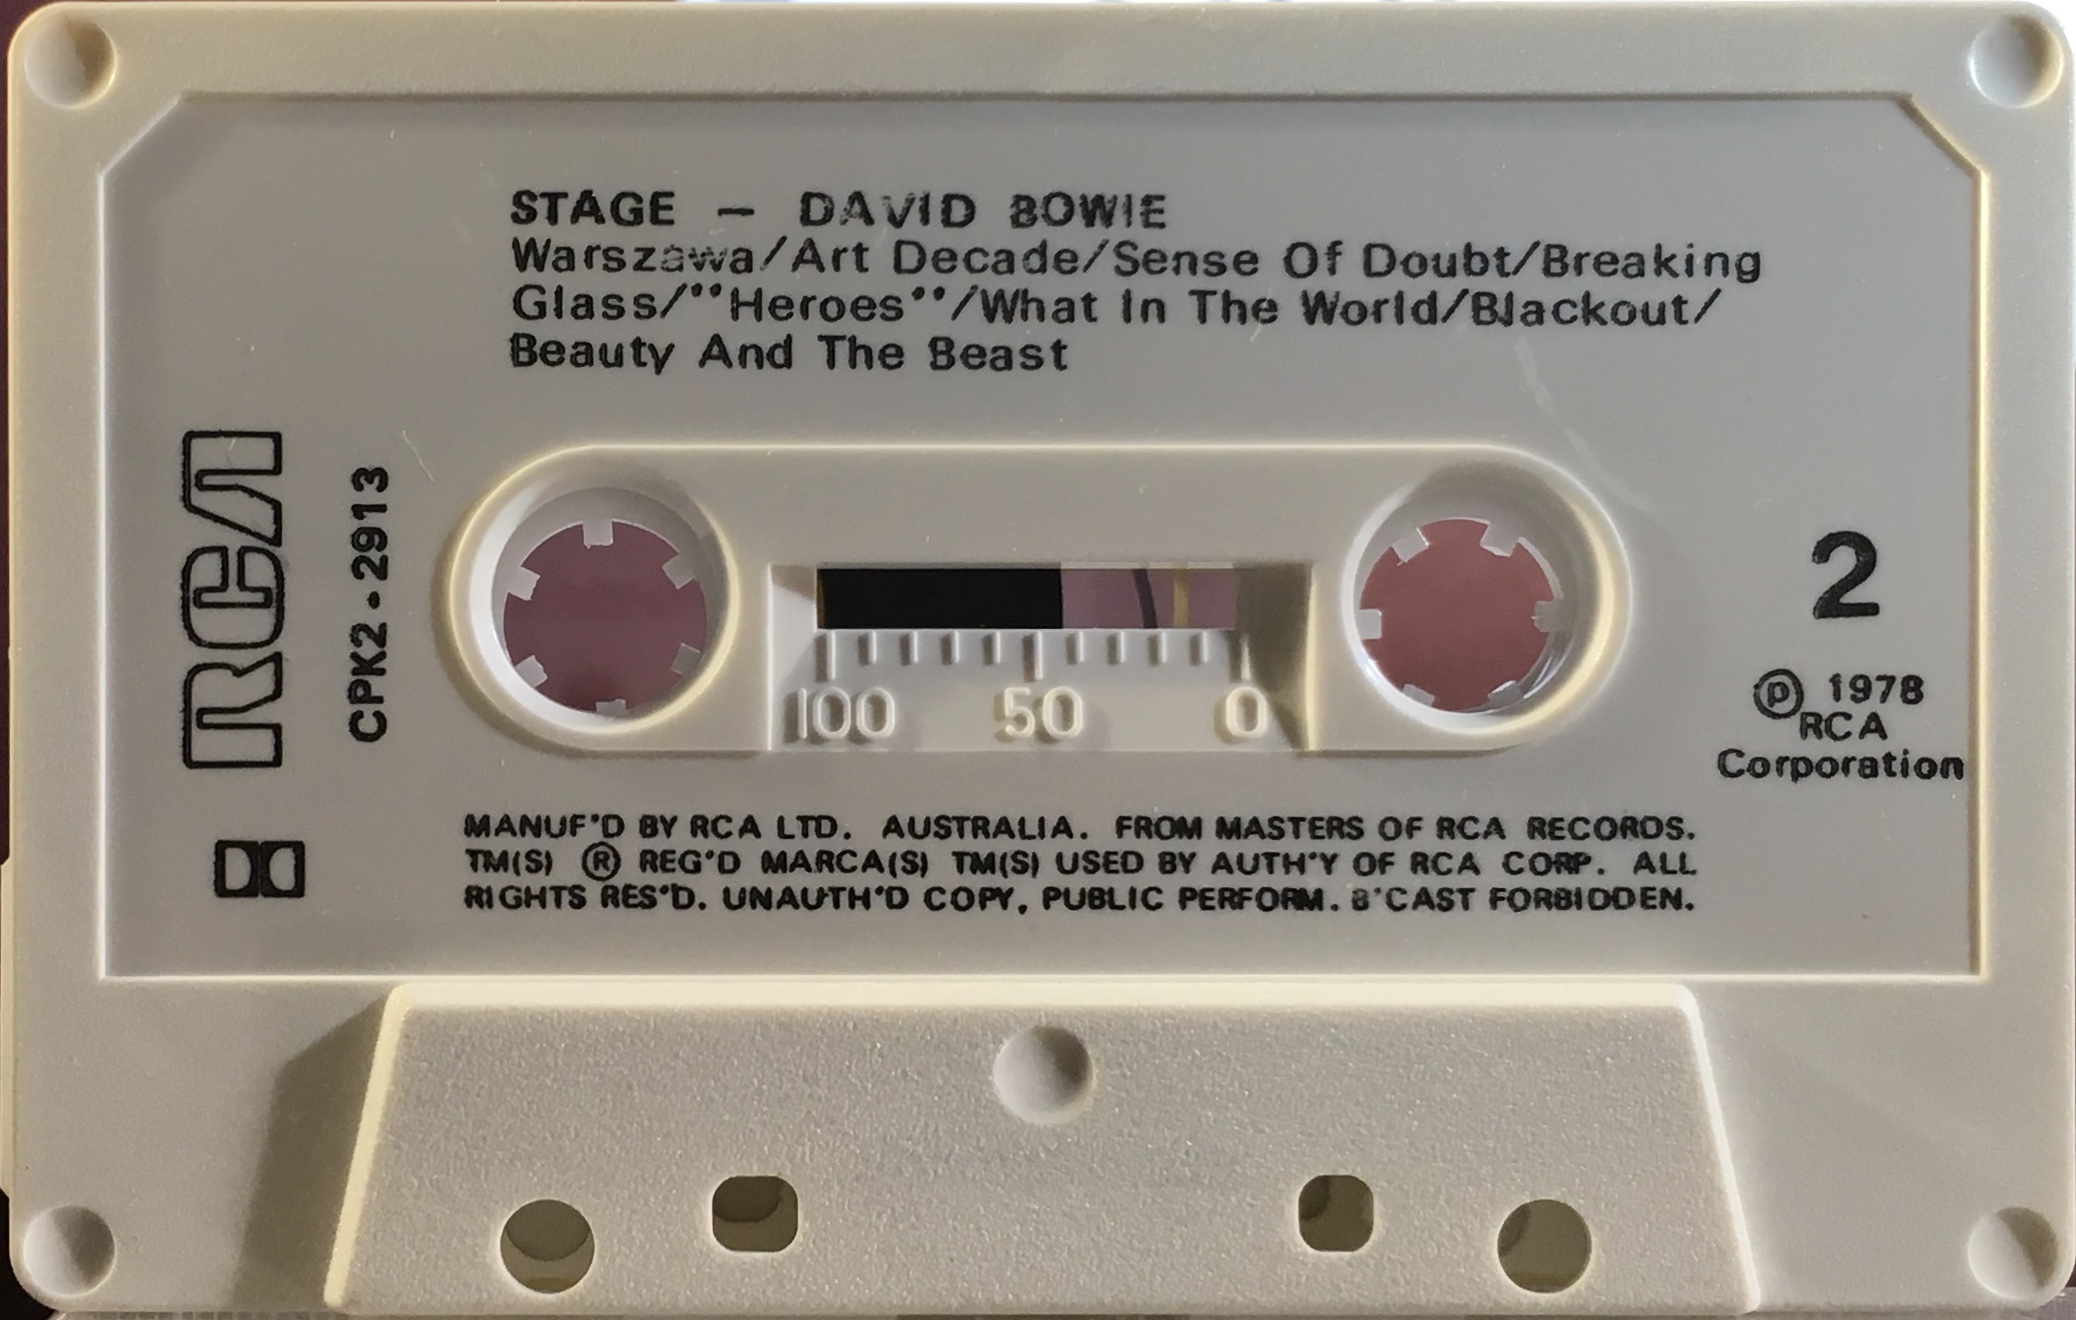 STAGE – DAVID BOWIE
Warszawa/Art Decade/Sense Of Doubt/Breaking
Glass/"Heroes"/What In The World/Blackout/
Beauty And The Beast
RCA
CPK2-2913
100 50 0
2
Ⓟ 1978
RCA
Corporation
MANUF'D BY RCA LTD. AUSTRALIA. FROM MASTERS OF RCA RECORDS.
TM(S) ® REG'D MARCA(S) TM(S) USED BY AUTH'Y OF RCA CORP. ALL
RIGHTS RES'D. UNAUTH'D COPY, PUBLIC PERFORM. B'CAST FORBIDDEN.